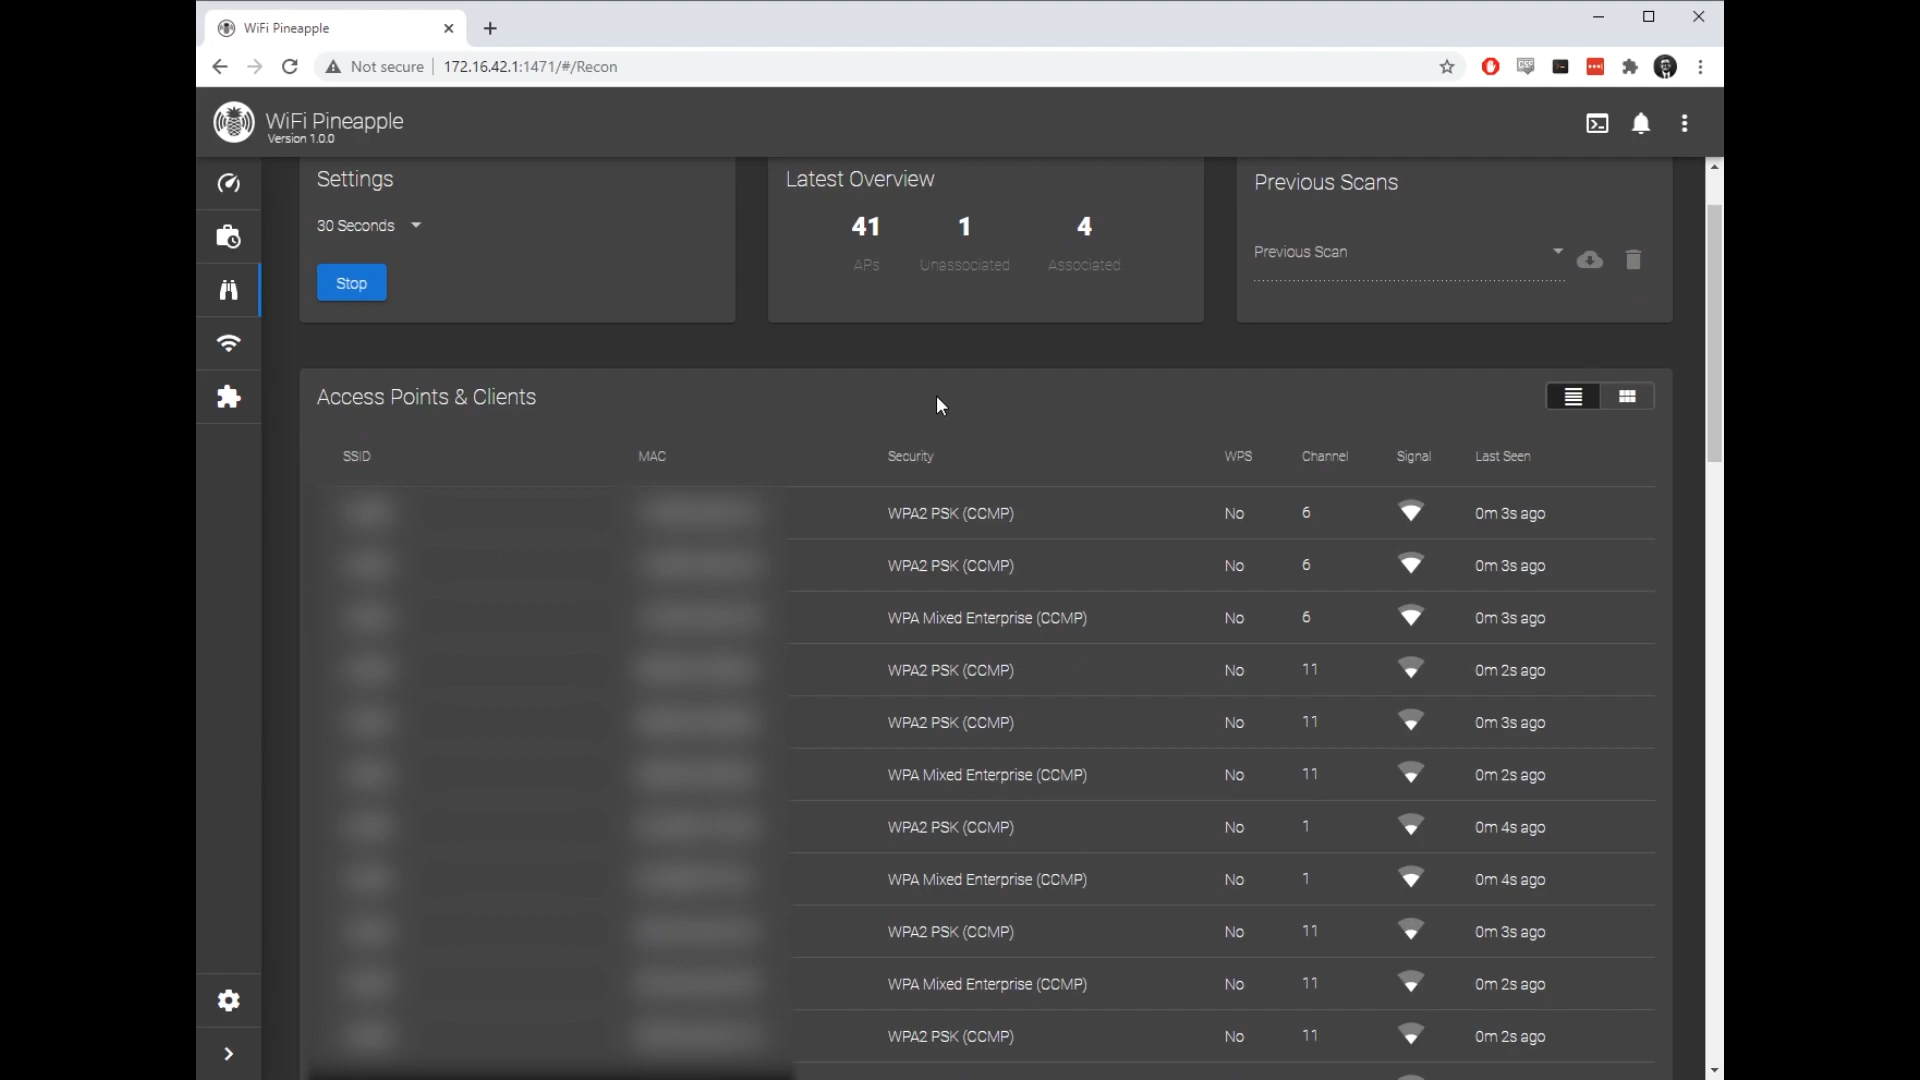 WiFi Pineapple
Not secure
172.16.42.1:1471/#/Recon
WiFi Pineapple
Version 1.0.0
Settings
30 Seconds
Stop
Latest Overview
41 1 4
APs Unassociated Associated
Previous Scans
Previous Scan
Access Points & Clients
SSID MAC Security WPS Channel Signal Last Seen
WPA2 PSK (CCMP) No 6 0m 3s ago
WPA2 PSK (CCMP) No 6 0m 3s ago
WPA Mixed Enterprise (CCMP) No 6 0m 3s ago
WPA2 PSK (CCMP) No 11 0m 2s ago
WPA2 PSK (CCMP) No 11 0m 3s ago
WPA Mixed Enterprise (CCMP) No 11 0m 2s ago
WPA2 PSK (CCMP) No 1 0m 4s ago
WPA Mixed Enterprise (CCMP) No 1 0m 4s ago
WPA2 PSK (CCMP) No 11 0m 3s ago
WPA Mixed Enterprise (CCMP) No 11 0m 2s ago
WPA2 PSK (CCMP) No 11 0m 2s ago